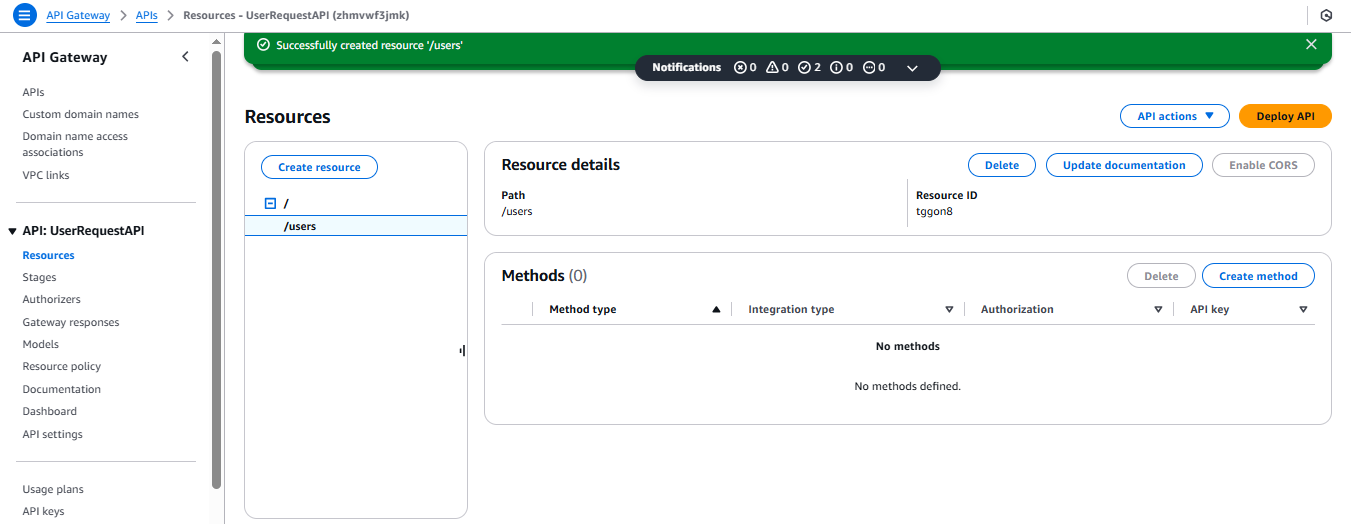 API Gateway > APIs > Resources - UserRequestAPI (zhmvwf3jmk)
API Gateway
APIs
Custom domain names
Domain name access
associations
VPC links
API: UserRequestAPI
Resources
Stages
Authorizers
Gateway responses
Models
Resource policy
Documentation
Dashboard
API settings
Usage plans
API keys
Successfully created resource '/users'
Notifications 0 0 2 0 0
Resources
API actions
Deploy API
Create resource
/
/users
Resource details
Delete
Update documentation
Enable CORS
Path
/users
Resource ID
tggon8
Methods (0)
Delete
Create method
Method type Integration type Authorization API key
No methods
No methods defined.